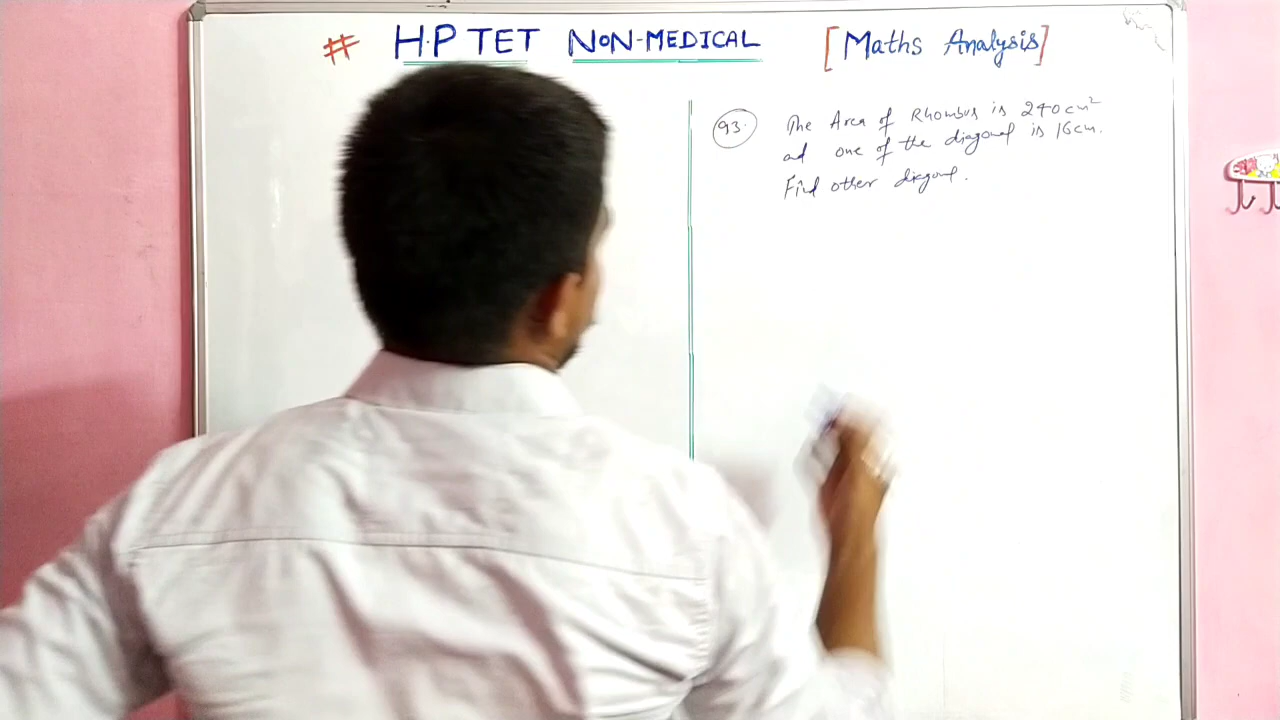 # H.P TET NON-MEDICAL [Maths Analysis]
93. The Area of Rhombus is 240cm²
ad one of the diagonal is 16cm.
Find other diagonal.